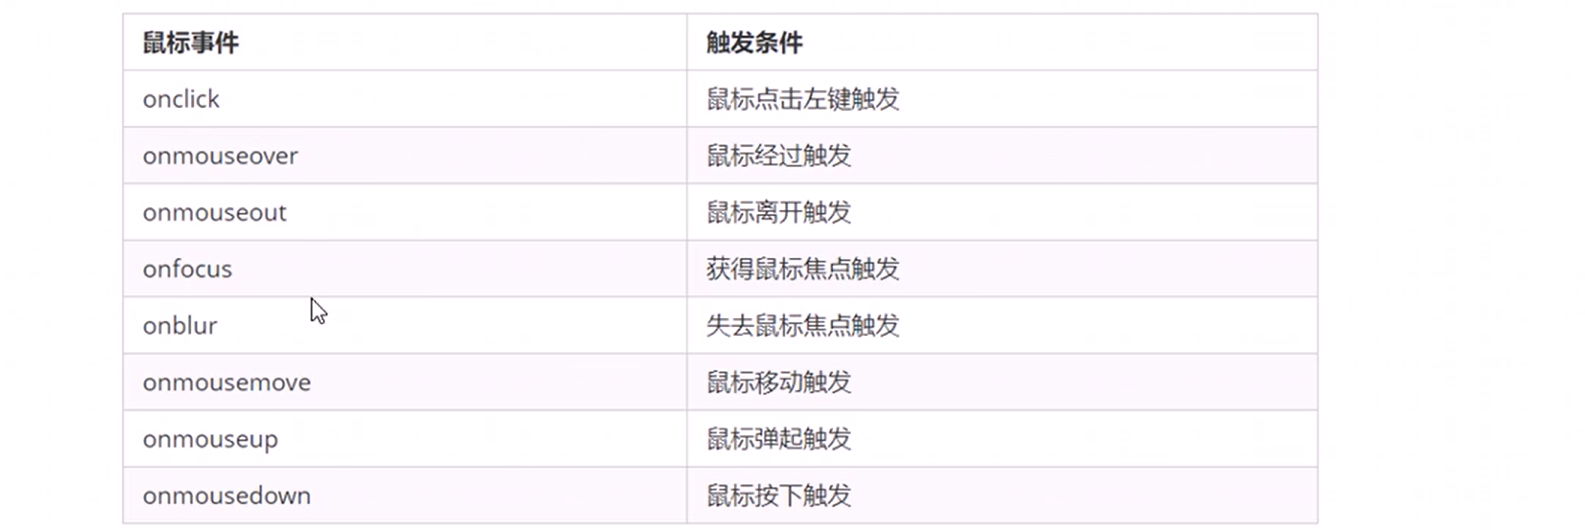 鼠标事件 触发条件
onclick 鼠标点击左键触发
onmouseover 鼠标经过触发
onmouseout 鼠标离开触发
onfocus 获得鼠标焦点触发
onblur 失去鼠标焦点触发
onmousemove 鼠标移动触发
onmouseup 鼠标弹起触发
onmousedown 鼠标按下触发